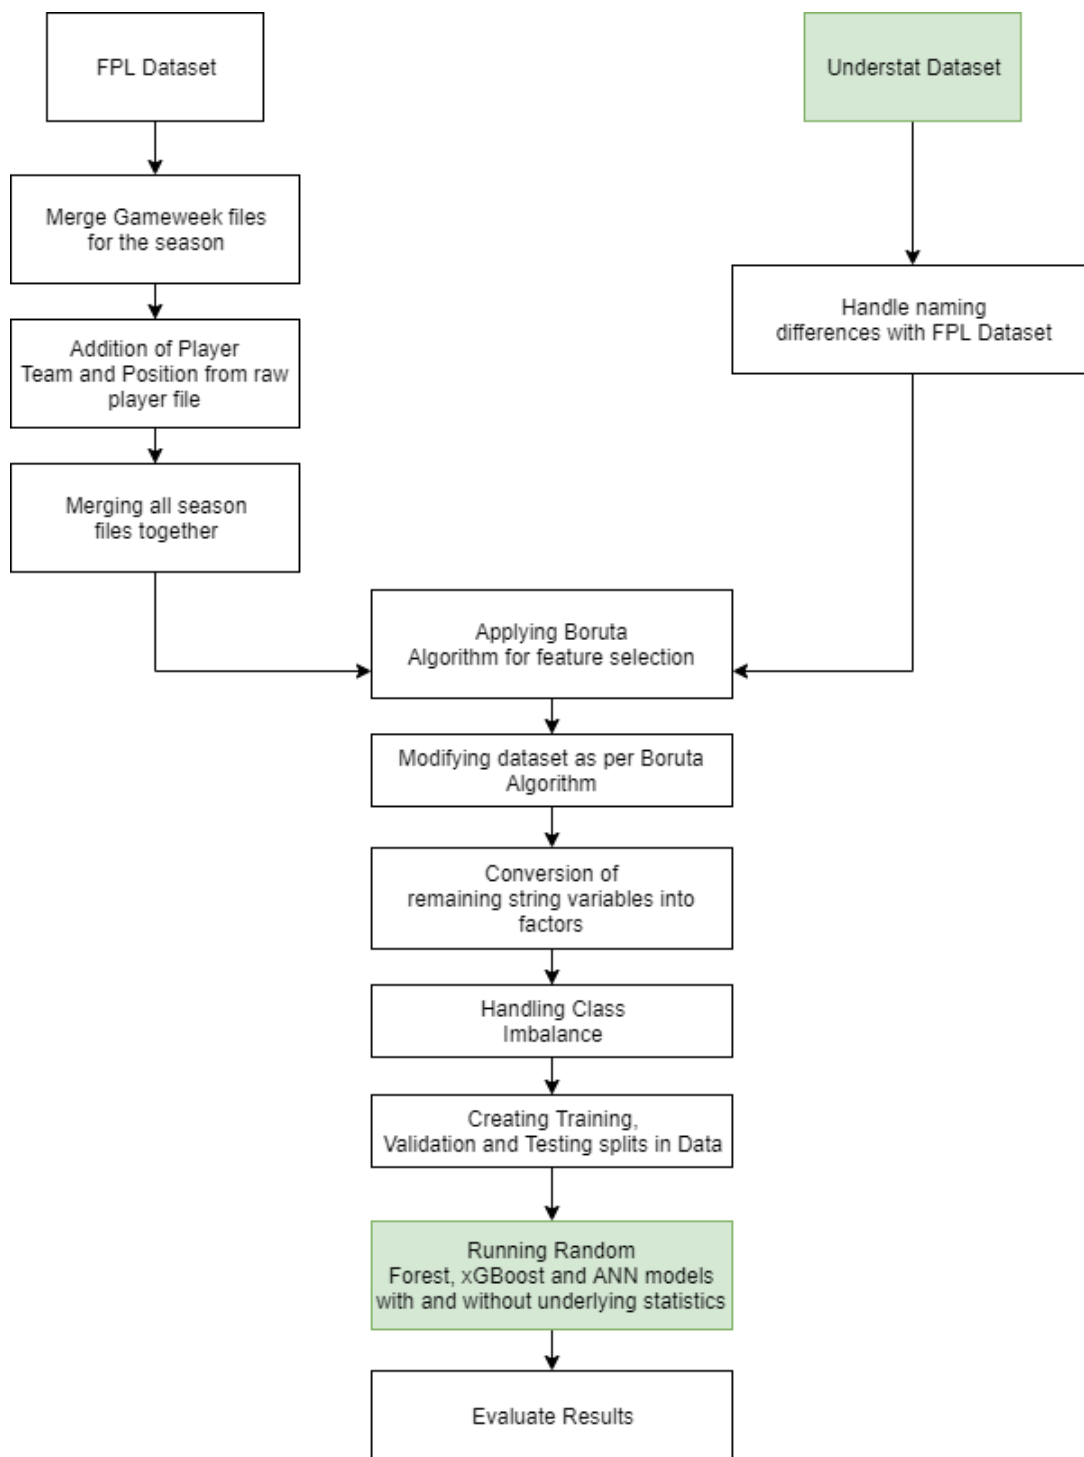 FPL Dataset
Understat Dataset
Merge Gameweek files
for the season
Handle naming
differences with FPL Dataset
Addition of Player
Team and Position from raw
player file
Merging all season
files together
Applying Boruta
Algorithm for feature selection
Modifying dataset as per Boruta
Algorithm
Conversion of
remaining string variables into
factors
Handling Class
Imbalance
Creating Training,
Validation and Testing splits in Data
Running Random
Forest, xGBoost and ANN models
with and without underlying statistics
Evaluate Results